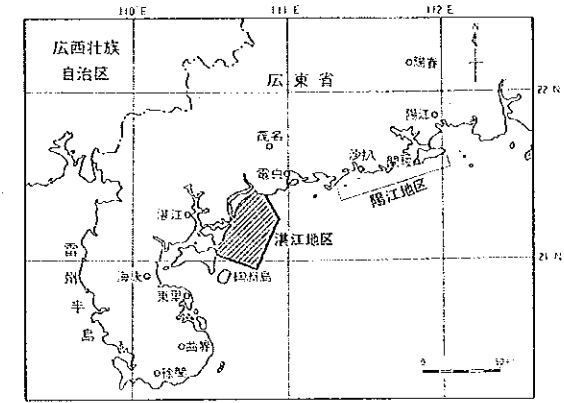 110°E
111°E
112°E
N
広西壮族
自治区
広東省
陽春
22°N
陽江
茂名
電白
沙扒
閘坡
陽江地区
湛江
湛江地区
21°N
雷州半島
海康
硇洲島
東里
曲界
徐聞
0